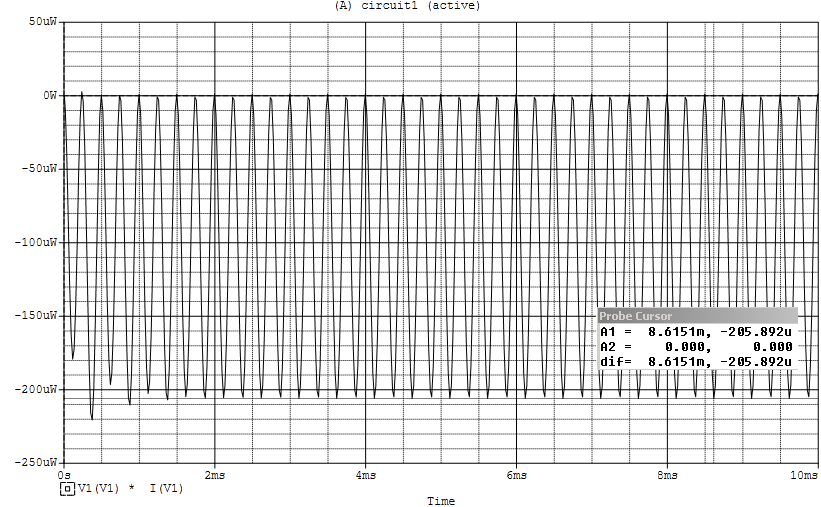 (A) circuit1 (active)
50uW
0W
-50uW
-100uW
-150uW
-200uW
-250uW
Probe Cursor
A1 = 8.6151m, -205.892u
A2 = 0.000, 0.000
dif= 8.6151m, -205.892u
0s 2ms 4ms 6ms 8ms 10ms
V1(V1) * I(V1)
Time